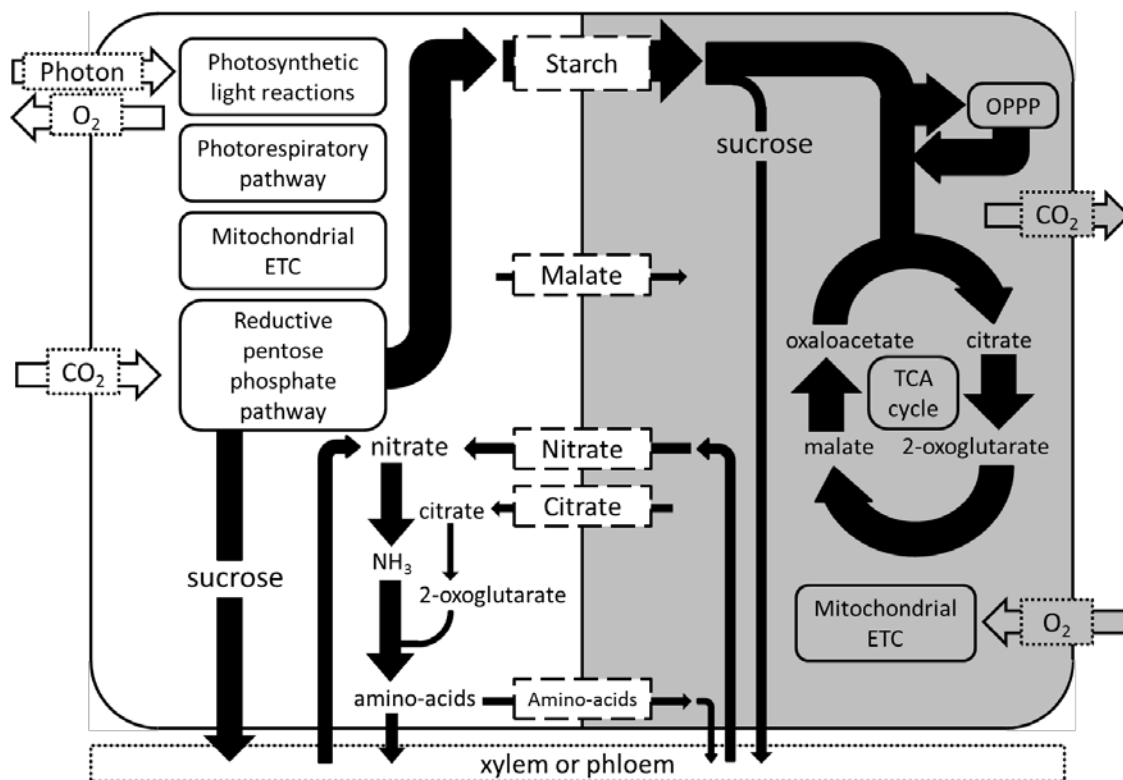 Photon
O₂
Photosynthetic
light reactions
Photorespiratory
pathway
Mitochondrial
ETC
CO₂
Reductive
pentose
phosphate
pathway
sucrose
nitrate
NH₃
citrate
2-oxoglutarate
amino-acids
Starch
Malate
Nitrate
Citrate
Amino-acids
sucrose
OPPP
CO₂
oxaloacetate
citrate
TCA
cycle
malate
2-oxoglutarate
Mitochondrial
ETC
O₂
xylem or phloem